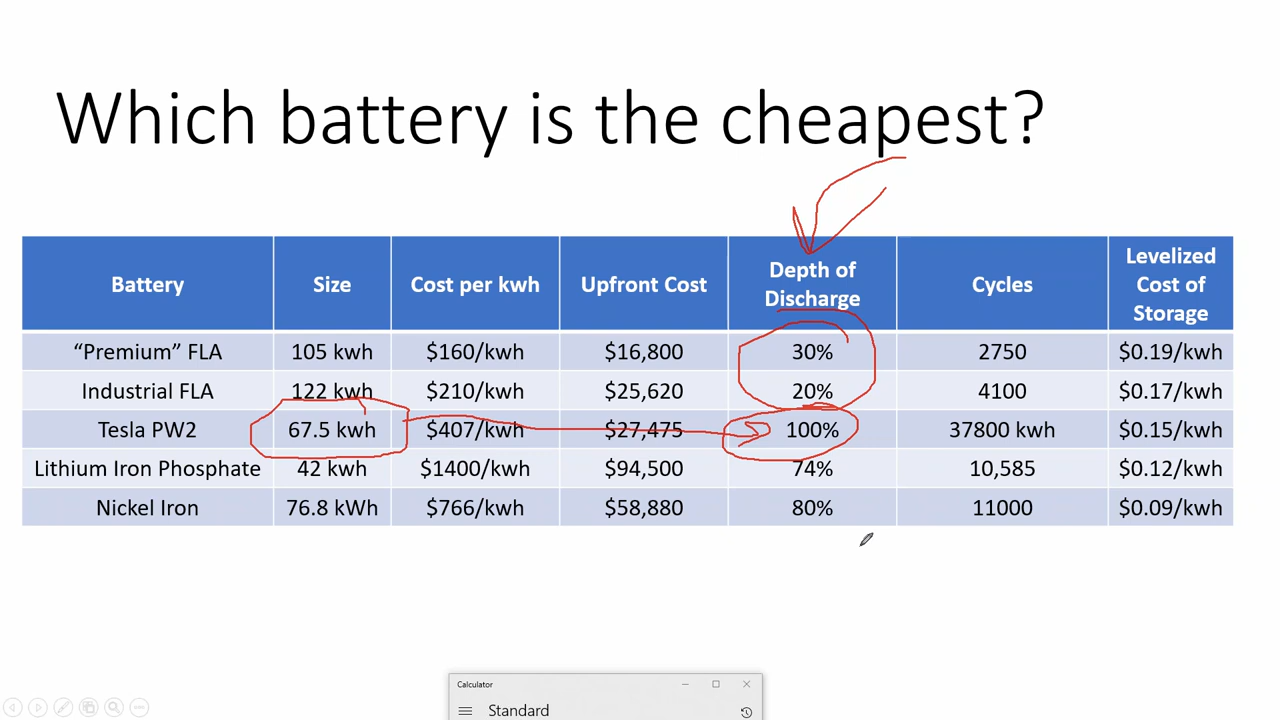 Which battery is the cheapest?
Battery Size Cost per kwh Upfront Cost Depth of Discharge Cycles Levelized Cost of Storage
“Premium” FLA 105 kwh $160/kwh $16,800 30% 2750 $0.19/kwh
Industrial FLA 122 kwh $210/kwh $25,620 20% 4100 $0.17/kwh
Tesla PW2 67.5 kwh $407/kwh $27,475 100% 37800 kwh $0.15/kwh
Lithium Iron Phosphate 42 kwh $1400/kwh $94,500 74% 10,585 $0.12/kwh
Nickel Iron 76.8 kWh $766/kwh $58,880 80% 11000 $0.09/kwh
Calculator
Standard